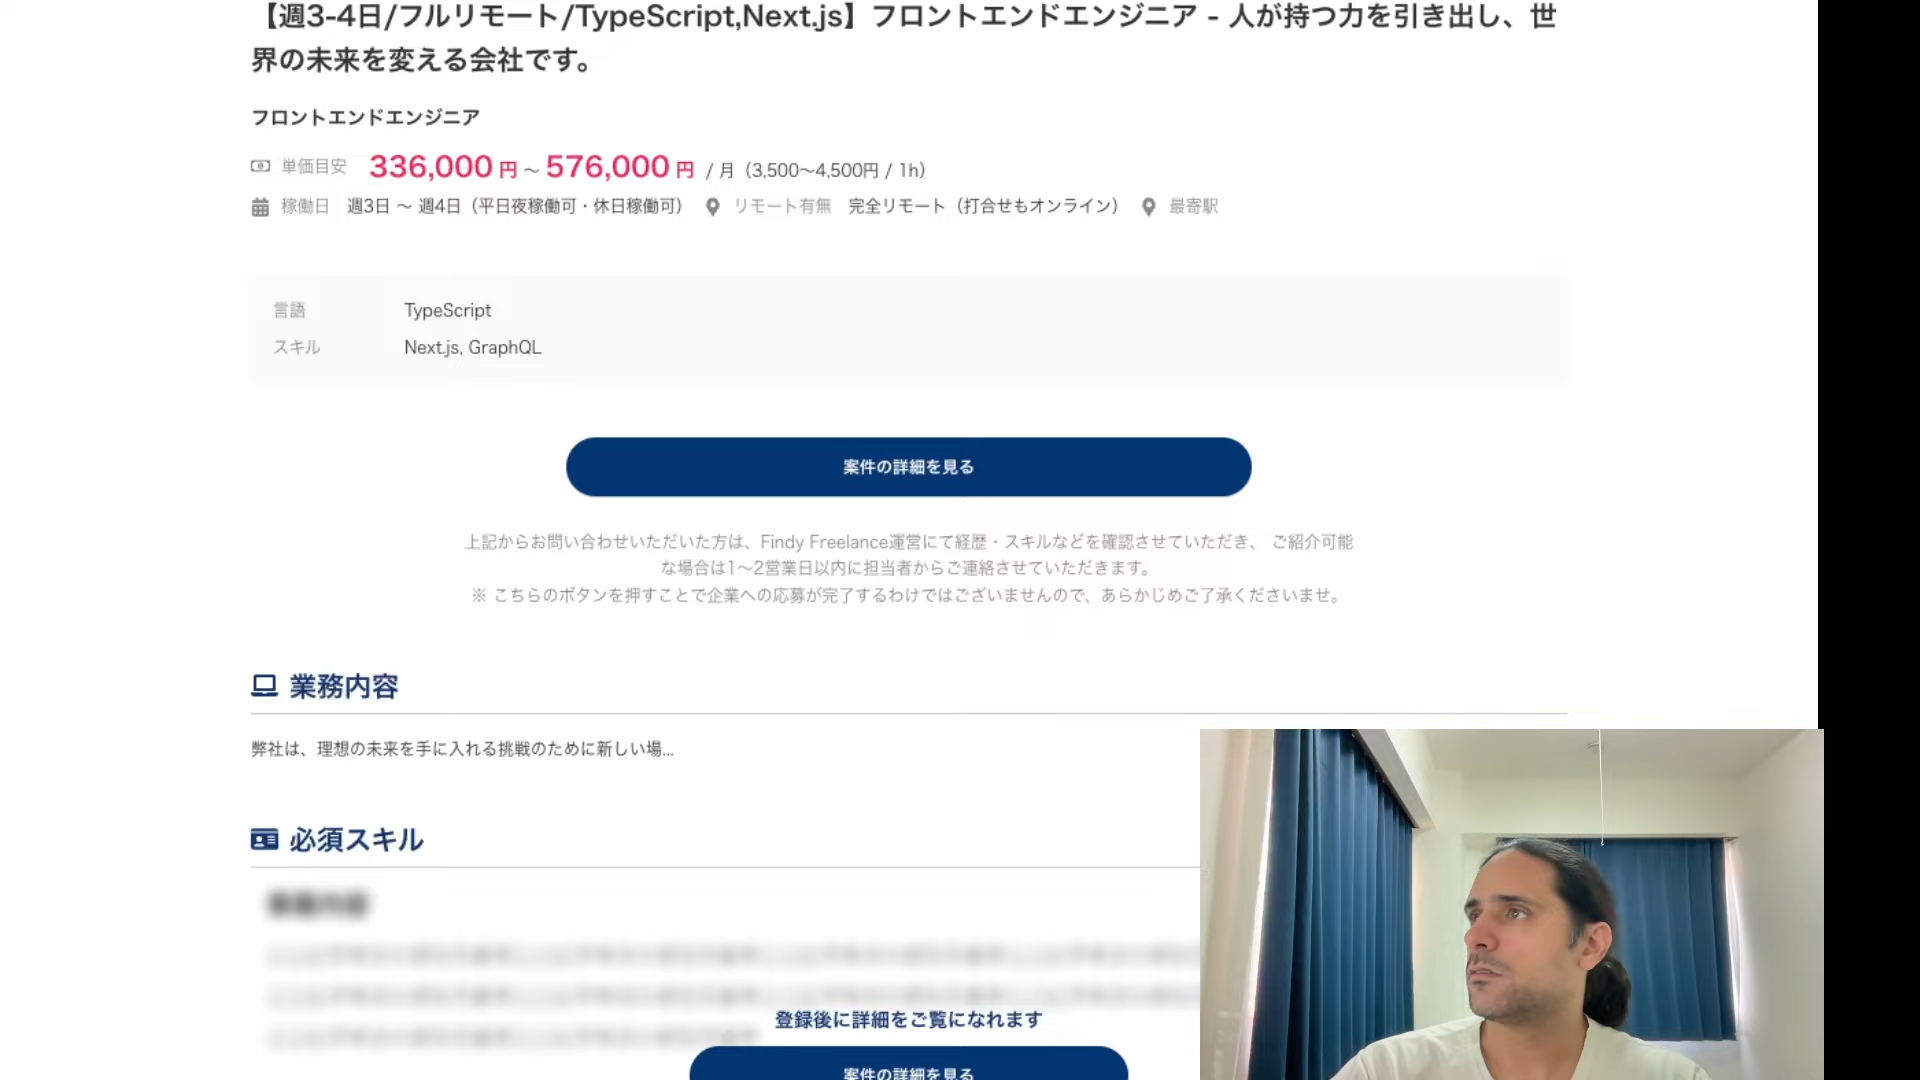 【週3-4日/フルリモート/TypeScript,Next.js】フロントエンドエンジニア - 人が持つ力を引き出し、世
界の未来を変える会社です。
フロントエンドエンジニア
単価目安 336,000 円 ~ 576,000 円 / 月（3,500〜4,500円 / 1h）
稼働日 週3日 〜 週4日（平日夜稼働可・休日稼働可） リモート有無 完全リモート（打合せもオンライン） 最寄駅
言語 TypeScript
スキル Next.js, GraphQL
案件の詳細を見る
上記からお問い合わせいただいた方は、Findy Freelance運営にて経歴・スキルなどを確認させていただき、 ご紹介可能
な場合は1〜2営業日以内に担当者からご連絡させていただきます。
※ こちらのボタンを押すことで企業への応募が完了するわけではございませんので、あらかじめご了承くださいませ。
業務内容
弊社は、理想の未来を手に入れる挑戦のために新しい場...
必須スキル
登録後に詳細をご覧になれます
案件の詳細を見る